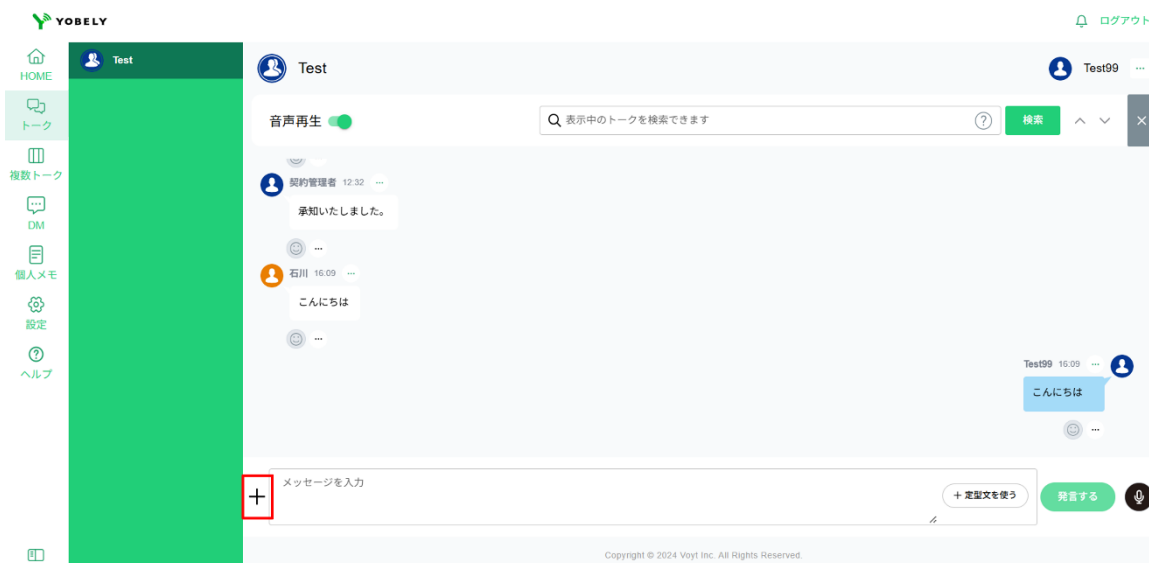 YOBELY
ログアウト
HOME
トーク
複数トーク
DM
個人メモ
設定
ヘルプ
Test
Test
Test99
音声再生
表示中のトークを検索できます
?
検索
契約管理者 12:32 ...
承知いたしました。
石川 16:09 ...
こんにちは
Test99 16:09 ...
こんにちは
メッセージを入力
+ 定型文を使う
発言する
Copyright © 2024 Voyt Inc. All Rights Reserved.